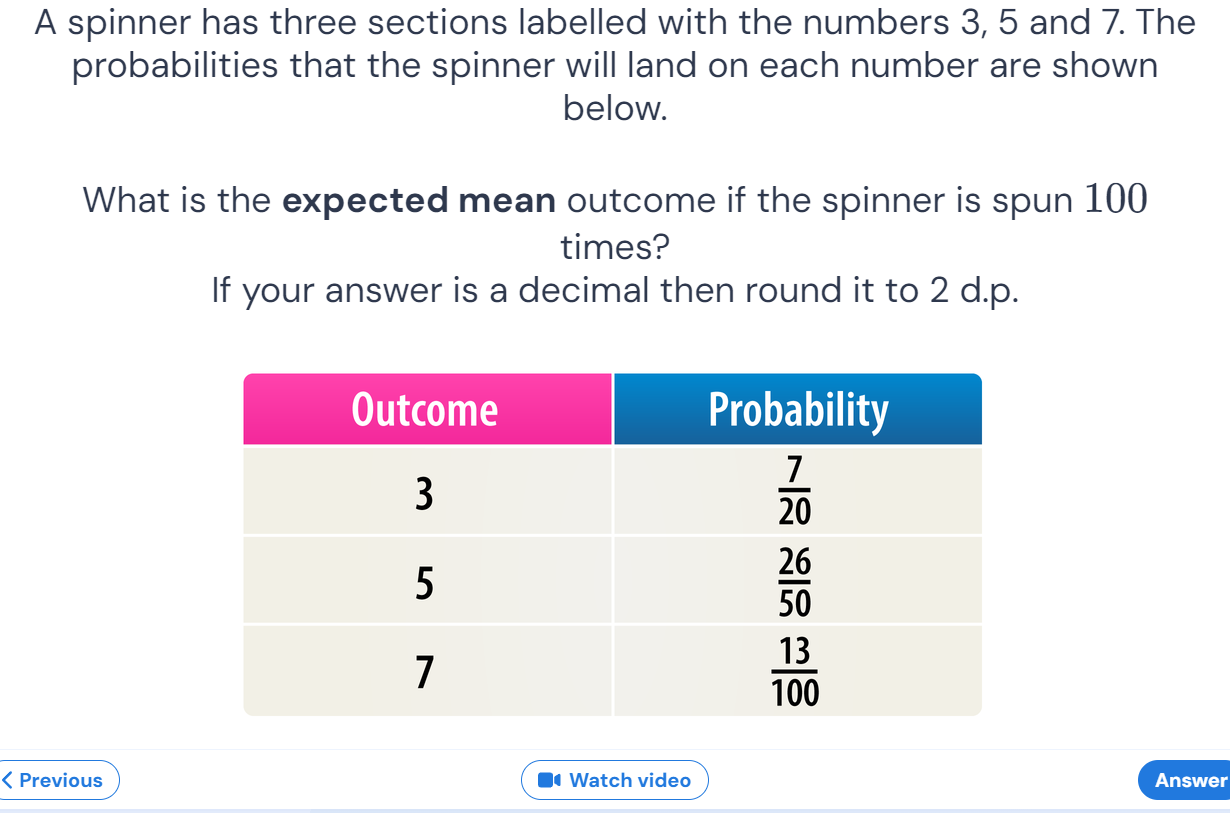 A spinner has three sections labelled with the numbers 3, 5 and 7. The
probabilities that the spinner will land on each number are shown
below.
What is the expected mean outcome if the spinner is spun 100
times?
If your answer is a decimal then round it to 2 d.p.
Outcome Probability
3 7/20
5 26/50
7 13/100
Previous Watch video Answer